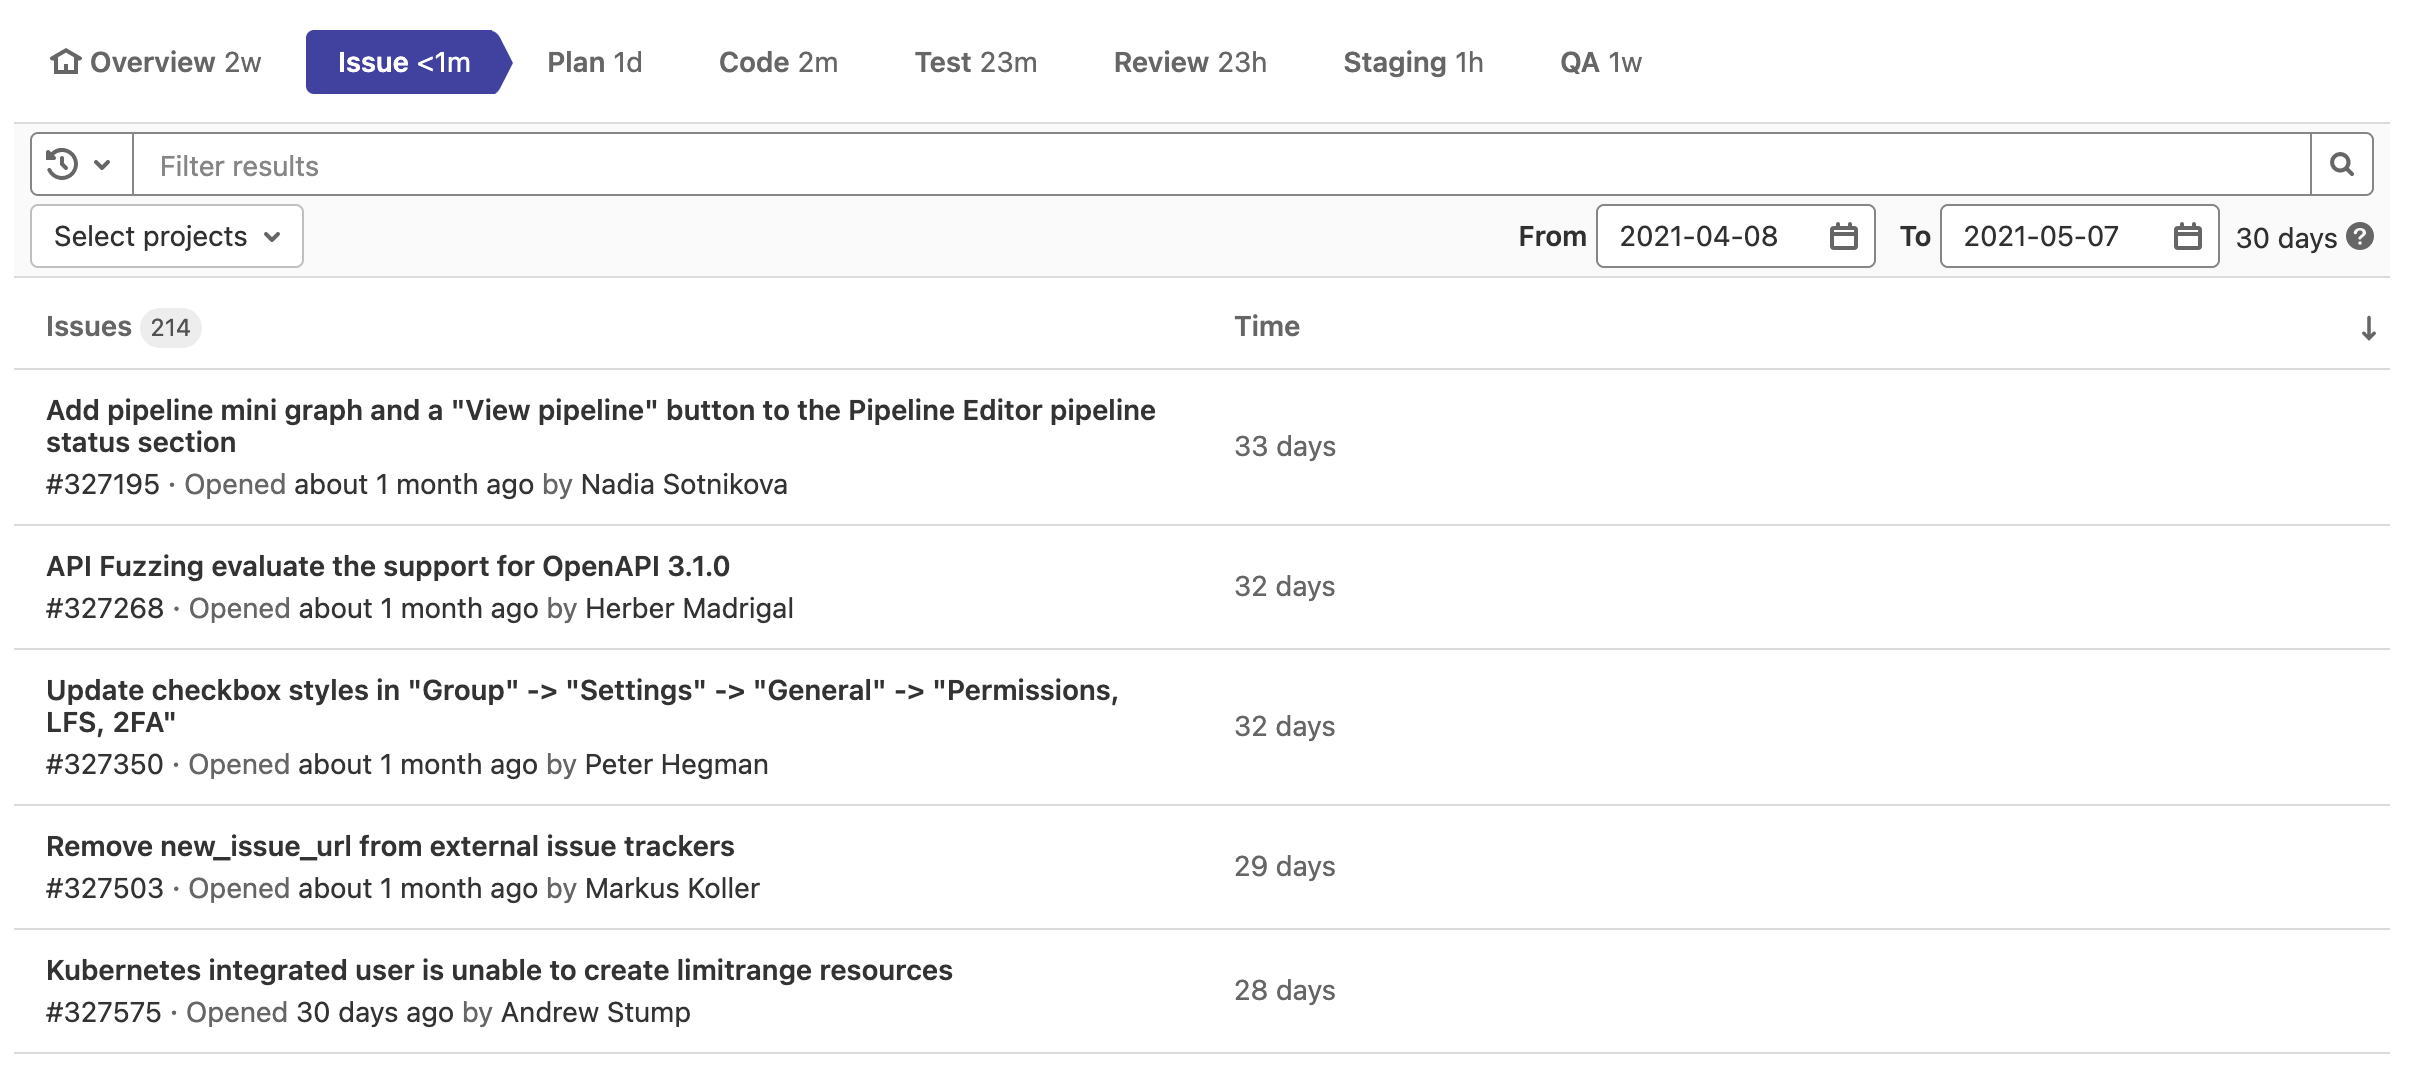 Overview 2w Issue <1m Plan 1d Code 2m Test 23m Review 23h Staging 1h QA 1w
Filter results
Select projects From 2021-04-08 To 2021-05-07 30 days ?
Issues 214 Time
Add pipeline mini graph and a "View pipeline" button to the Pipeline Editor pipeline
status section
33 days
#327195 · Opened about 1 month ago by Nadia Sotnikova
API Fuzzing evaluate the support for OpenAPI 3.1.0
32 days
#327268 · Opened about 1 month ago by Herber Madrigal
Update checkbox styles in "Group" -> "Settings" -> "General" -> "Permissions,
LFS, 2FA"
32 days
#327350 · Opened about 1 month ago by Peter Hegman
Remove new_issue_url from external issue trackers
29 days
#327503 · Opened about 1 month ago by Markus Koller
Kubernetes integrated user is unable to create limitrange resources
28 days
#327575 · Opened 30 days ago by Andrew Stump